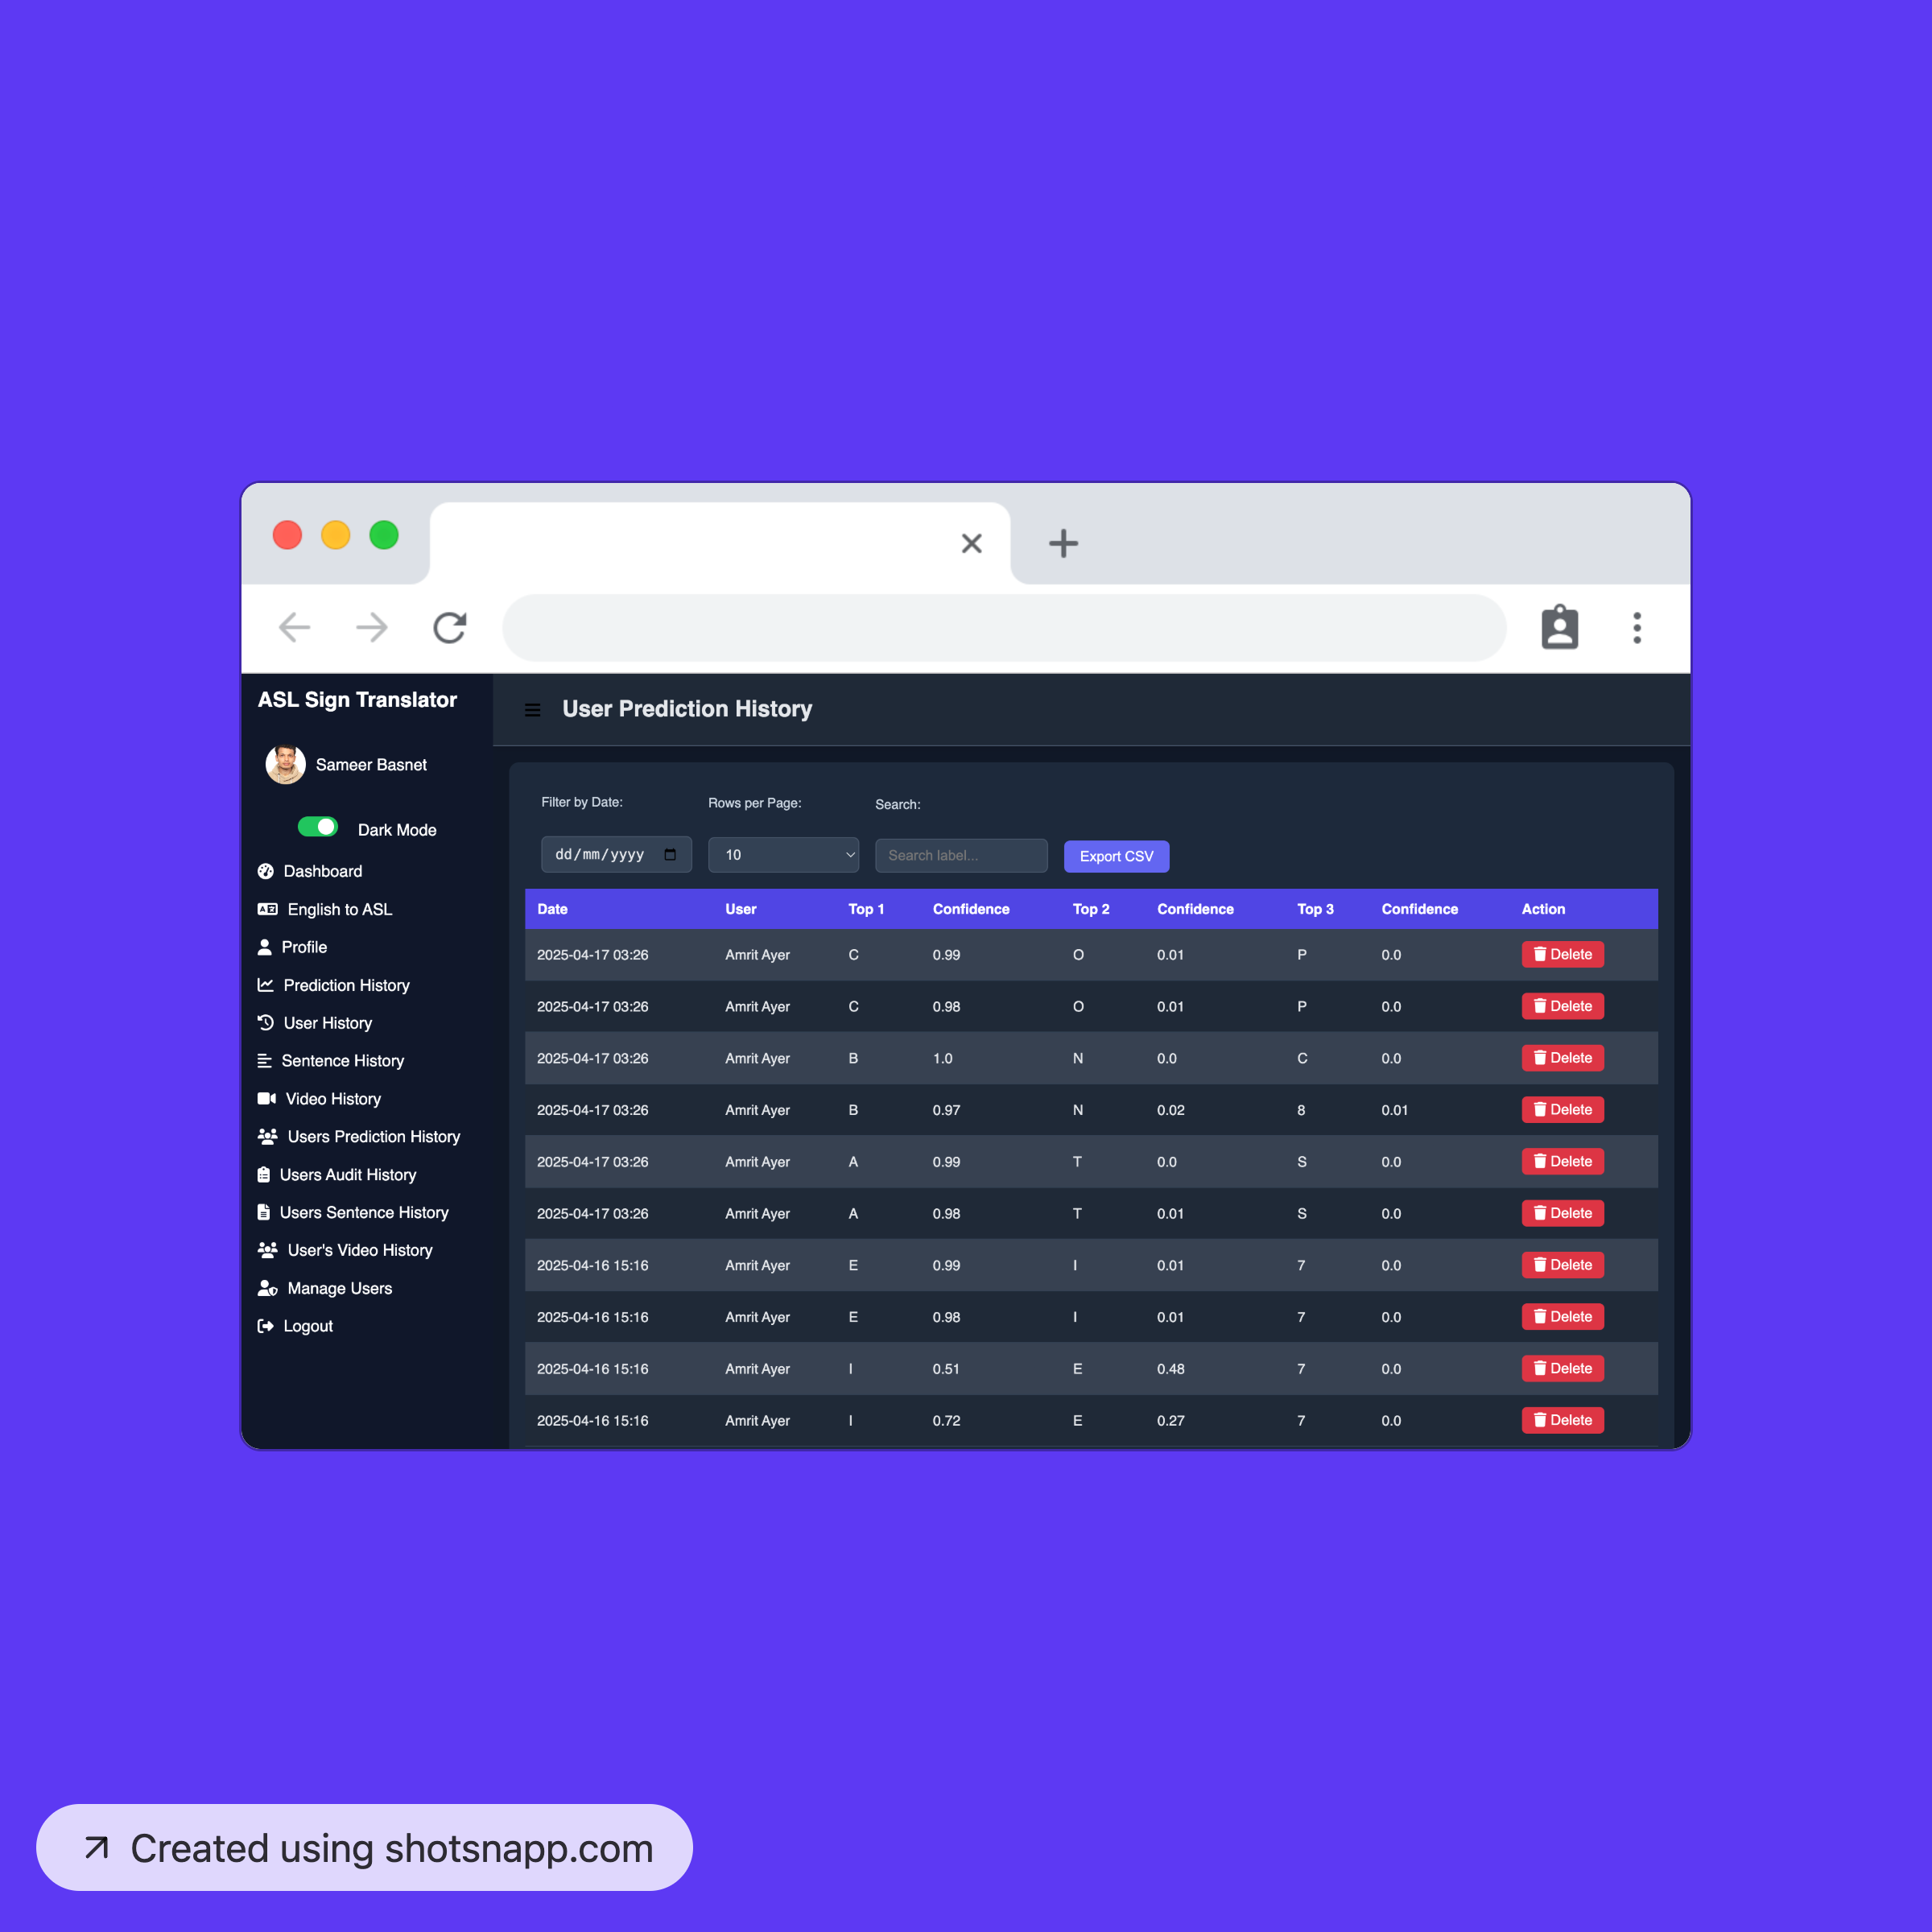 ASL Sign Translator
Sameer Basnet
Dark Mode
Dashboard
English to ASL
Profile
Prediction History
User History
Sentence History
Video History
Users Prediction History
Users Audit History
Users Sentence History
User's Video History
Manage Users
Logout
User Prediction History
Filter by Date: Rows per Page: Search:
dd/mm/yyyy 10 Search label... Export CSV
Date User Top 1 Confidence Top 2 Confidence Top 3 Confidence Action
2025-04-17 03:26 Amrit Ayer C 0.99 O 0.01 P 0.0 Delete
2025-04-17 03:26 Amrit Ayer C 0.98 O 0.01 P 0.0 Delete
2025-04-17 03:26 Amrit Ayer B 1.0 N 0.0 C 0.0 Delete
2025-04-17 03:26 Amrit Ayer B 0.97 N 0.02 8 0.01 Delete
2025-04-17 03:26 Amrit Ayer A 0.99 T 0.0 S 0.0 Delete
2025-04-17 03:26 Amrit Ayer A 0.98 T 0.01 S 0.0 Delete
2025-04-16 15:16 Amrit Ayer E 0.99 I 0.01 7 0.0 Delete
2025-04-16 15:16 Amrit Ayer E 0.98 I 0.01 7 0.0 Delete
2025-04-16 15:16 Amrit Ayer I 0.51 E 0.48 7 0.0 Delete
2025-04-16 15:16 Amrit Ayer I 0.72 E 0.27 7 0.0 Delete
Created using shotsnapp.com